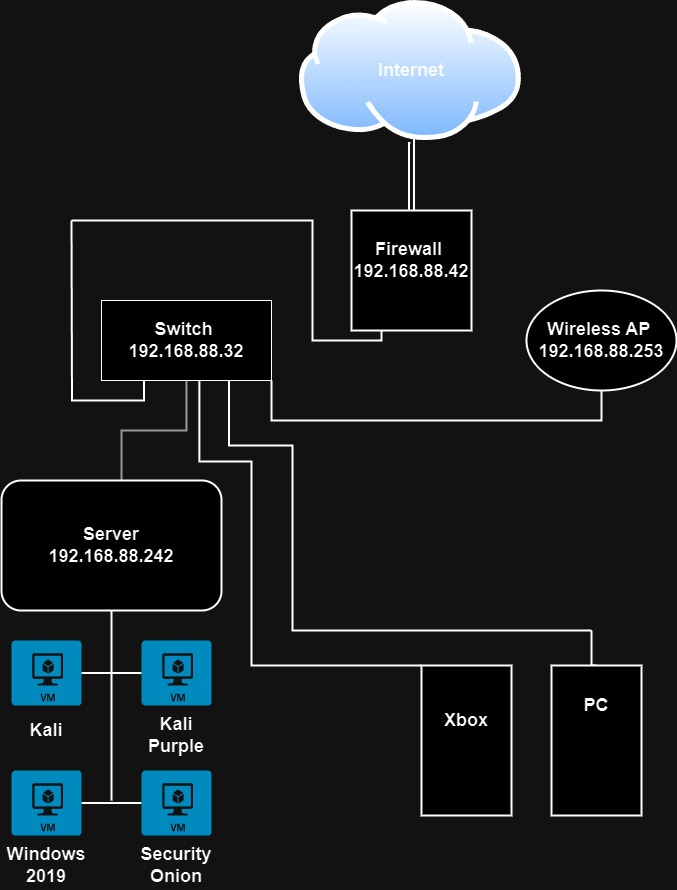 Internet
Firewall
192.168.88.42
Switch
192.168.88.32
Wireless AP
192.168.88.253
Server
192.168.88.242
VM
Kali
VM
Kali
Purple
Xbox
PC
VM
Windows
2019
VM
Security
Onion